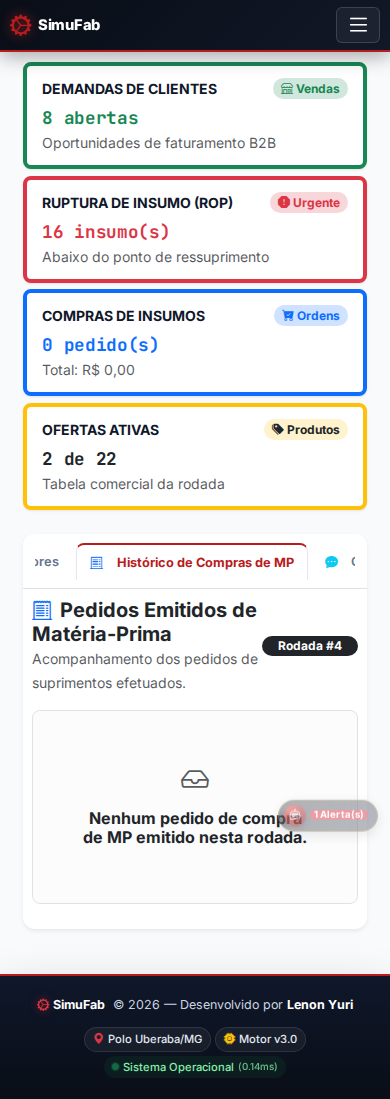 SimuFab
DEMANDAS DE CLIENTES
Vendas
8 abertas
Oportunidades de faturamento B2B
RUPTURA DE INSUMO (ROP)
Urgente
16 insumo(s)
Abaixo do ponto de ressuprimento
COMPRAS DE INSUMOS
Ordens
0 pedido(s)
Total: R$ 0,00
OFERTAS ATIVAS
Produtos
2 de 22
Tabela comercial da rodada
ores
Histórico de Compras de MP
Pedidos Emitidos de
Matéria-Prima
Rodada #4
Acompanhamento dos pedidos de
suprimentos efetuados.
Nenhum pedido de compra
de MP emitido nesta rodada.
1 Alerta(s)
SimuFab © 2026 — Desenvolvido por Lenon Yuri
Polo Uberaba/MG
Motor v3.0
Sistema Operacional (0.14ms)